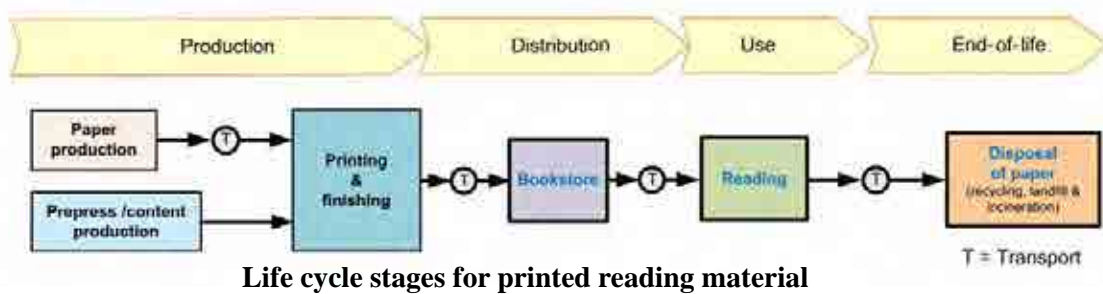 Production
Distribution
Use
End-of-life
Paper
production
T
Prepress /content
production
Printing
&
finishing
T
Bookstore
T
Reading
T
Disposal
of paper
(recycling, landfill &
incineration)
T = Transport
Life cycle stages for printed reading material